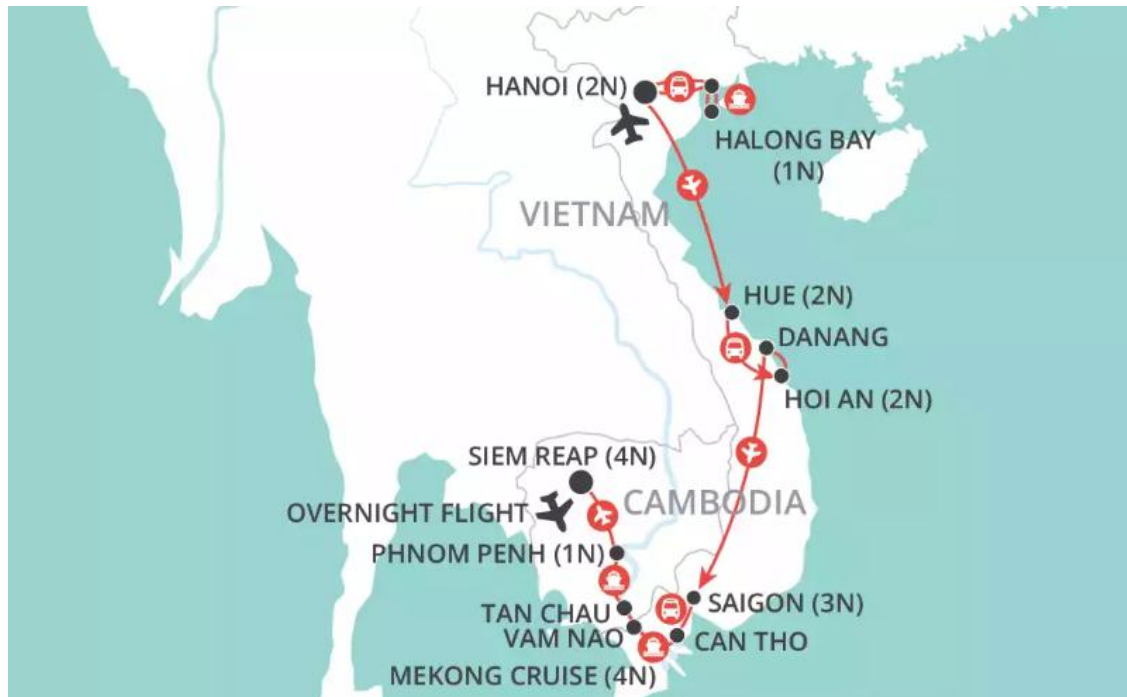 HANOI (2N)
HALONG BAY
(1N)
VIETNAM
HUE (2N)
DANANG
HOI AN (2N)
SIEM REAP (4N)
CAMBODIA
OVERNIGHT FLIGHT
PHNOM PENH (1N)
TAN CHAU
SAIGON (3N)
VAM NAO
CAN THO
MEKONG CRUISE (4N)